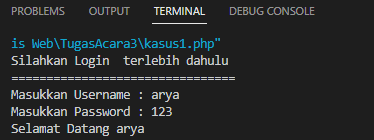 PROBLEMS OUTPUT TERMINAL DEBUG CONSOLE
is Web\TugasAcara3\kasus1.php"
Silahkan Login  terlebih dahulu
================================
Masukkan Username : arya
Masukkan Password : 123
Selamat Datang arya